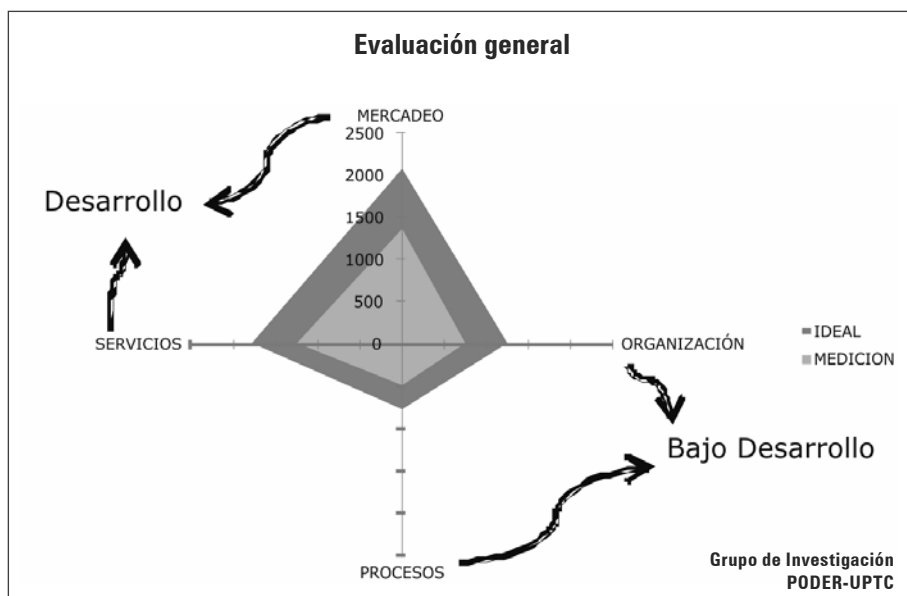 Evaluación general
MERCADEO
2500
2000
1500
1000
500
0
Desarrollo
SERVICIOS
ORGANIZACIÓN
IDEAL
MEDICION
Bajo Desarrollo
PROCESOS
Grupo de Investigación
PODER-UPTC